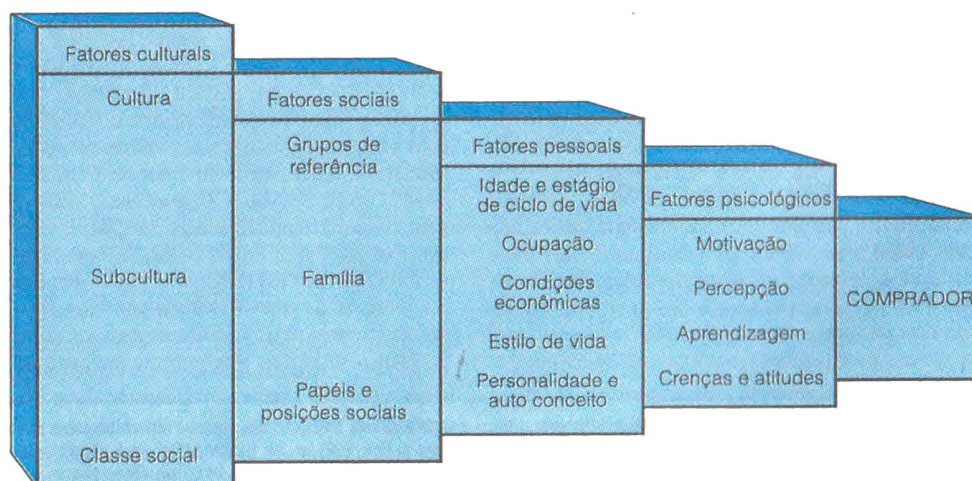 Fatores culturais
Cultura
Subcultura
Classe social
Fatores sociais
Grupos de
referência
Família
Papéis e
posições sociais
Fatores pessoais
Idade e estágio
de ciclo de vida
Ocupação
Condições
econômicas
Estilo de vida
Personalidade e
auto conceito
Fatores psicológicos
Motivação
Percepção
Aprendizagem
Crenças e atitudes
COMPRADOR